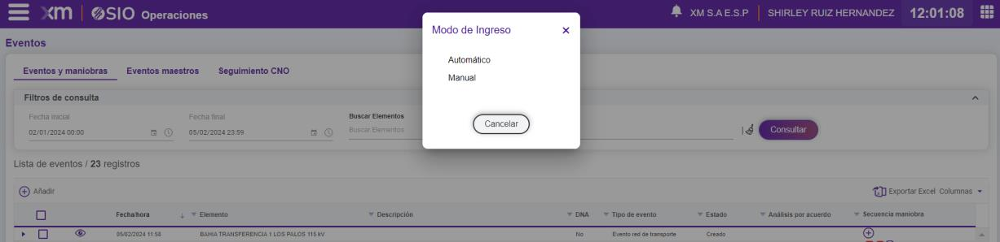 xm SIO Operaciones XM S.A E.S.P SHIRLEY RUIZ HERNANDEZ 12:01:08
Modo de Ingreso
Automático
Manual
Cancelar
Eventos
Eventos y maniobras Eventos maestros Seguimiento CNO
Filtros de consulta
Fecha inicial Fecha final Buscar Elementos
02/01/2024 00:00 05/02/2024 23:59 Buscar Elementos Consultar
Lista de eventos / 23 registros
Añadir Exportar Excel Columnas
Fecha/hora Elemento Descripción DNA Tipo de evento Estado Análisis por acuerdo Secuencia maniobra
05/02/2024 11:58 BAHIA TRANSFERENCIA 1 LOS PALOS 115 kV No Evento red de transporte Creado